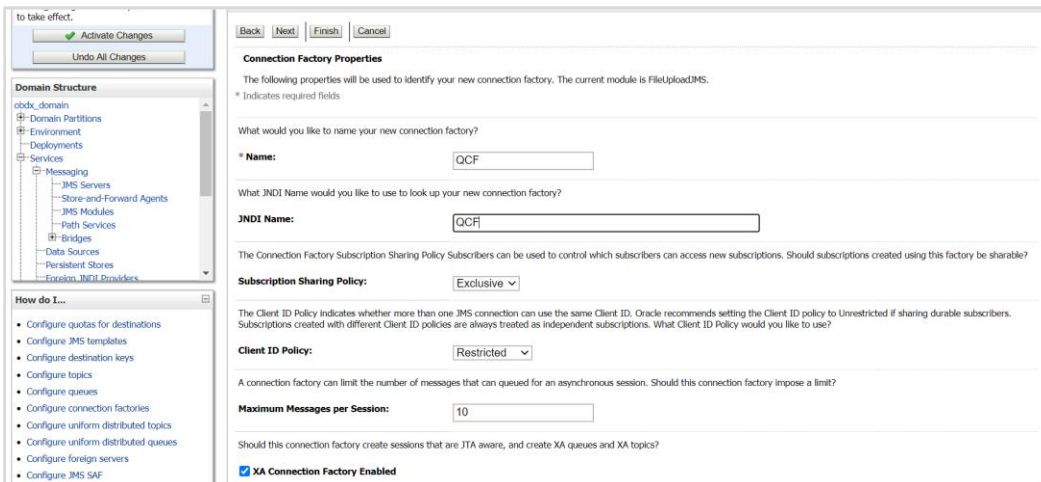 to take effect.
Activate Changes
Undo All Changes
Domain Structure
obdx_domain
Domain Partitions
Environment
Deployments
Services
Messaging
JMS Servers
Store-and-Forward Agents
JMS Modules
Path Services
Bridges
Data Sources
Persistent Stores
Foreign JNDI Providers
How do I...
Configure quotas for destinations
Configure JMS templates
Configure destination keys
Configure topics
Configure queues
Configure connection factories
Configure uniform distributed topics
Configure uniform distributed queues
Configure foreign servers
Configure JMS SAF
Back Next Finish Cancel
Connection Factory Properties
The following properties will be used to identify your new connection factory. The current module is FileUploadJMS.
* Indicates required fields
What would you like to name your new connection factory?
* Name: QCF
What JNDI Name would you like to use to look up your new connection factory?
JNDI Name: QCF
The Connection Factory Subscription Sharing Policy Subscribers can be used to control which subscribers can access new subscriptions. Should subscriptions created using this factory be sharable?
Subscription Sharing Policy: Exclusive
The Client ID Policy indicates whether more than one JMS connection can use the same Client ID. Oracle recommends setting the Client ID policy to Unrestricted if sharing durable subscribers.
Subscriptions created with different Client ID policies are always treated as independent subscriptions. What Client ID Policy would you like to use?
Client ID Policy: Restricted
A connection factory can limit the number of messages that can queued for an asynchronous session. Should this connection factory impose a limit?
Maximum Messages per Session: 10
Should this connection factory create sessions that are JTA aware, and create XA queues and XA topics?
XA Connection Factory Enabled